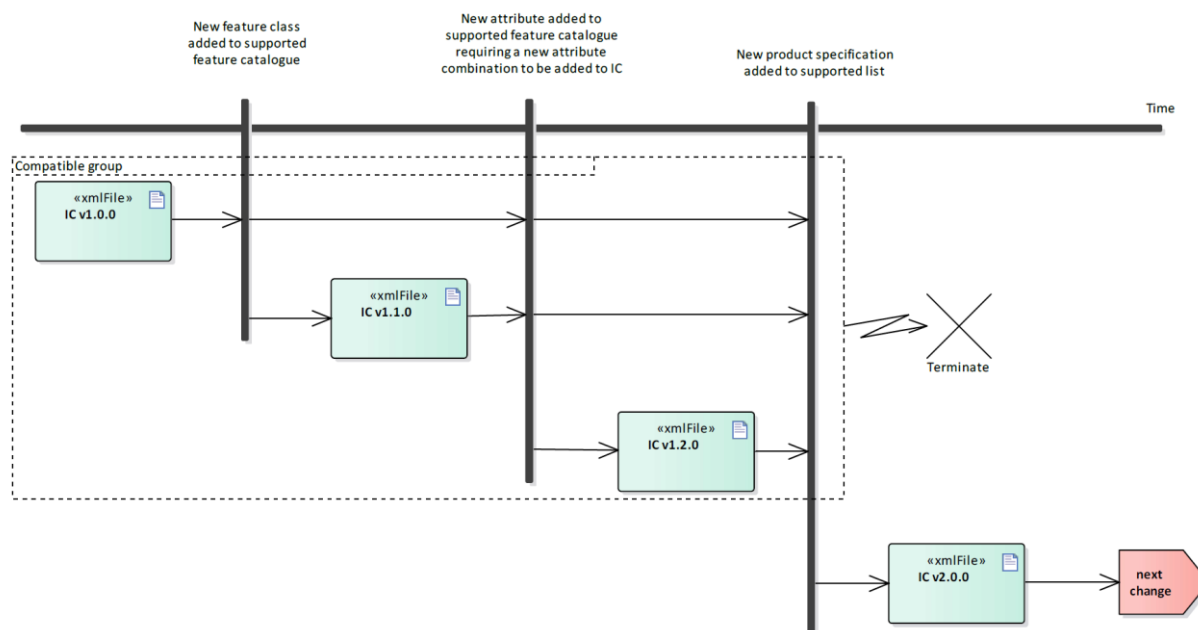 New feature class
added to supported
feature catalogue
New attribute added to
supported feature catalogue
requiring a new attribute
combination to be added to IC
New product specification
added to supported list
Time
Compatible group
«xmlFile»
IC v1.0.0
«xmlFile»
IC v1.1.0
Terminate
«xmlFile»
IC v1.2.0
«xmlFile»
IC v2.0.0
next
change